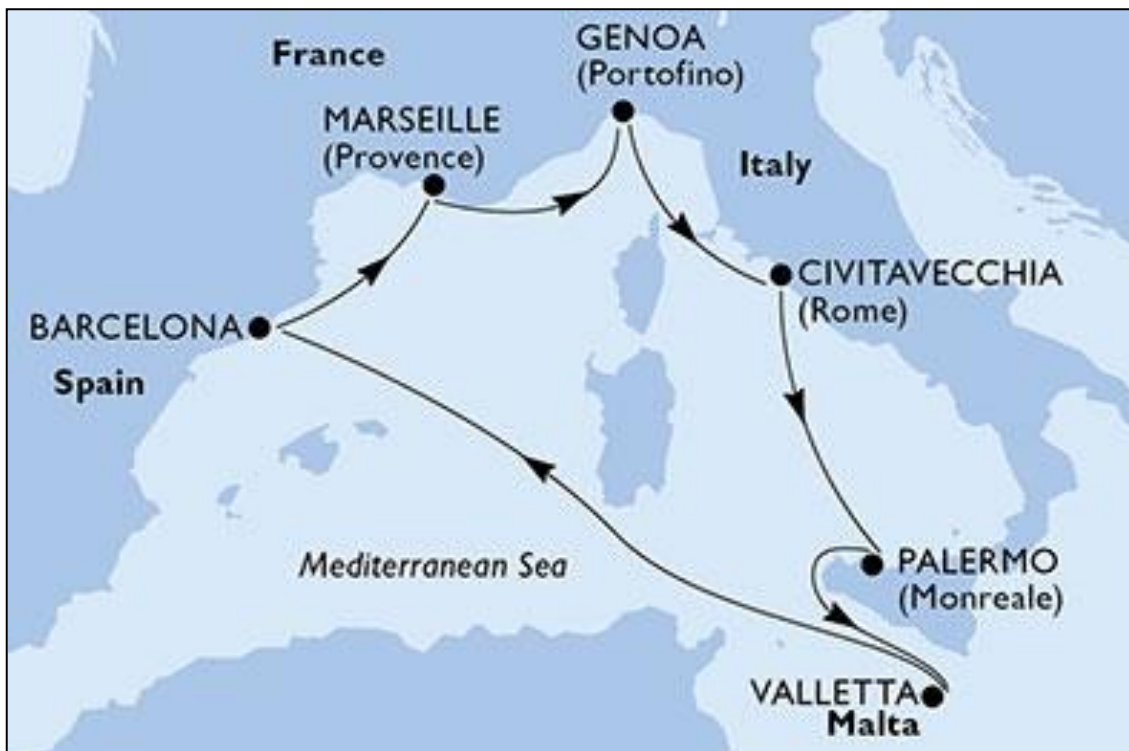 France
GENOA
(Portofino)
MARSEILLE
(Provence)
Italy
CIVITAVECCHIA
(Rome)
BARCELONA
Spain
Mediterranean Sea
PALERMO
(Monreale)
VALLETTA
Malta